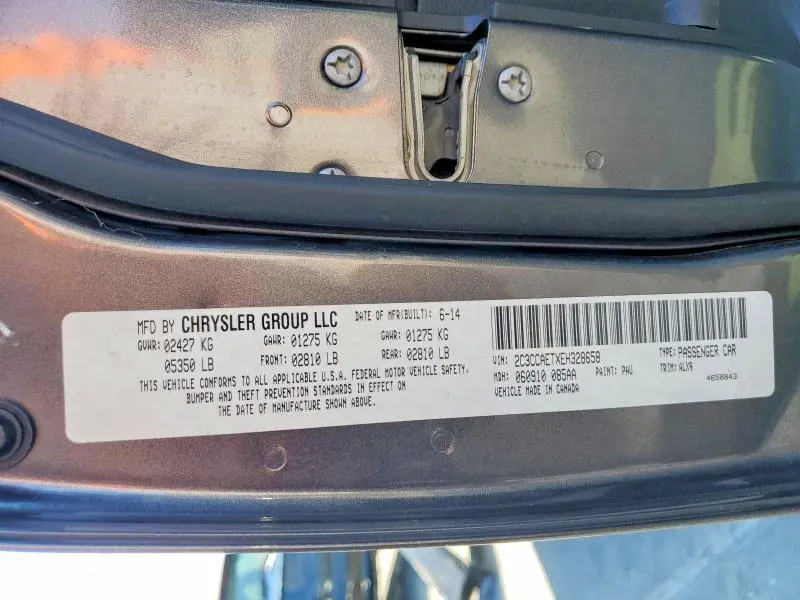 MFD BY CHRYSLER GROUP LLC DATE OF MFR(BUILT): 6-14
GVWR: 02427 KG GAWR: 01275 KG GAWR: 01275 KG
05350 LB FRONT: 02810 LB REAR: 02810 LB
THIS VEHICLE CONFORMS TO ALL APPLICABLE U.S.A. FEDERAL MOTOR VEHICLE SAFETY,
BUMPER AND THEFT PREVENTION STANDARDS IN EFFECT ON
THE DATE OF MANUFACTURE SHOWN ABOVE.
VIN: 2C3CCAETXEH328658 TYPE: PASSENGER CAR
MDH: 060910 085AA PAINT: PAU TRIM: ALX9
VEHICLE MADE IN CANADA 4658843